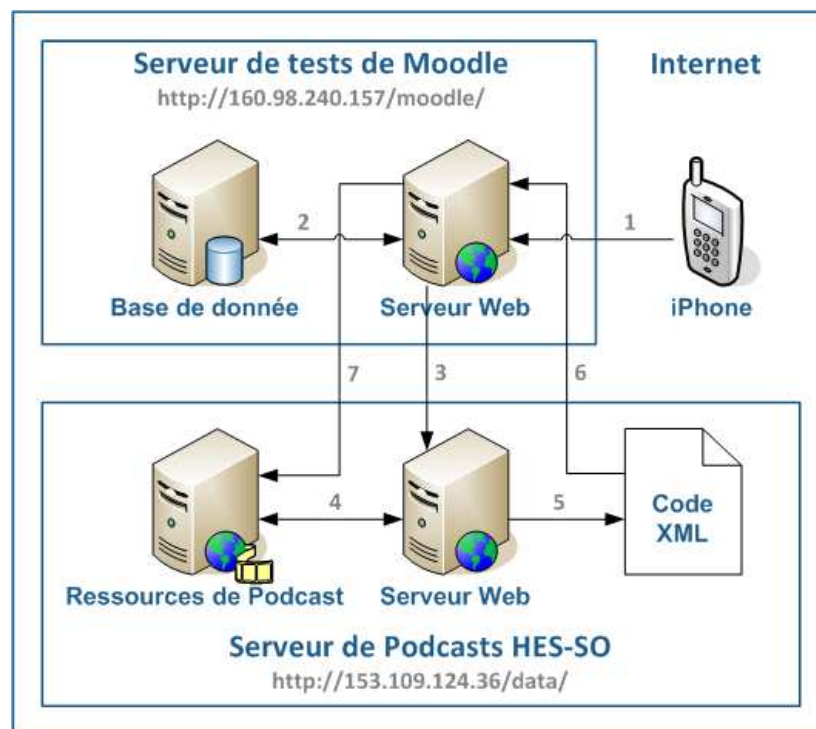 Serveur de tests de Moodle
Internet
http://160.98.240.157/moodle/
2
1
Base de donnée
Serveur Web
iPhone
7
3
6
4
5
Code
XML
Ressources de Podcast
Serveur Web
Serveur de Podcasts HES-SO
http://153.109.124.36/data/